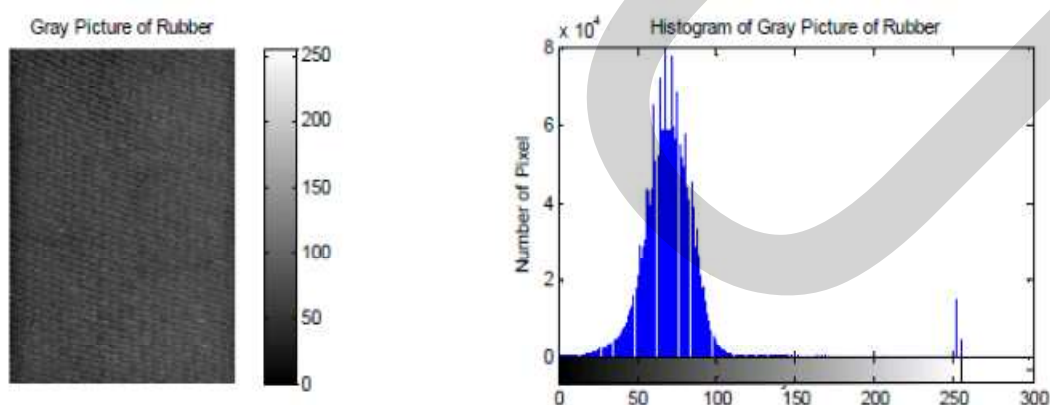 Gray Picture of Rubber
250
200
150
100
50
0
Histogram of Gray Picture of Rubber
x 10^4
Number of Pixel
8
6
4
2
0
0 50 100 150 200 250 300